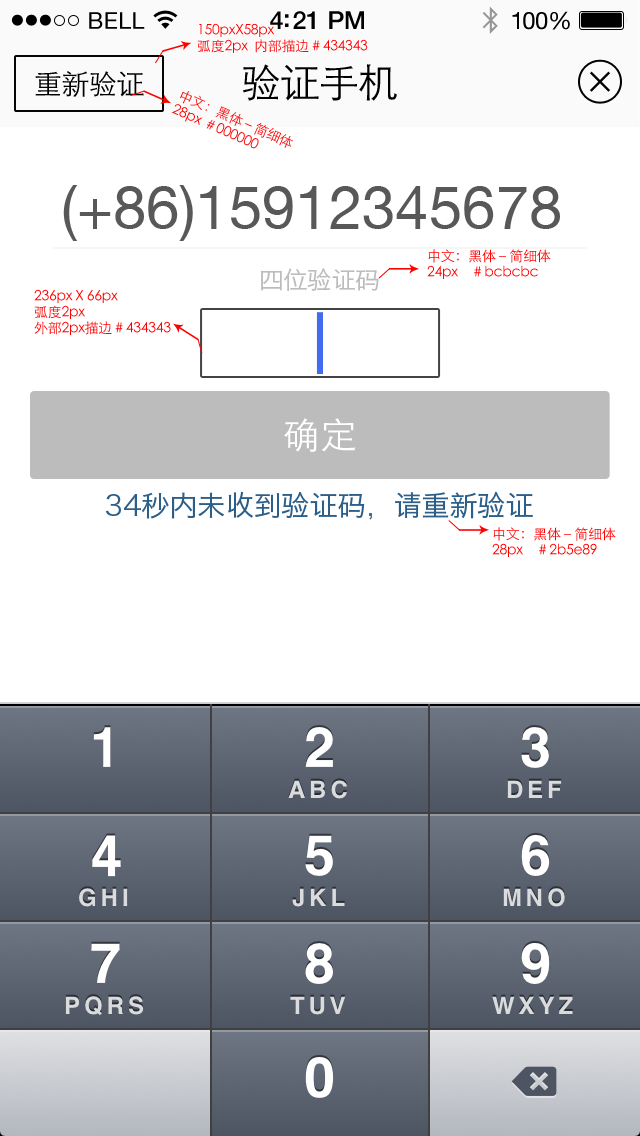 BELL 4:21 PM 100%
150pxX58px
弧度2px 内部描边 # 434343
重新验证 验证手机
中文：黑体 – 简细体
28px # 000000
(+86)15912345678
四位验证码
中文：黑体 – 简细体
24px # bcbcbc
236px X 66px
弧度2px
外部2px描边 # 434343
确定
34秒内未收到验证码，请重新验证
中文：黑体 – 简细体
28px # 2b5e89
1 2 3
ABC DEF
4 5 6
GHI JKL MNO
7 8 9
PQRS TUV WXYZ
0